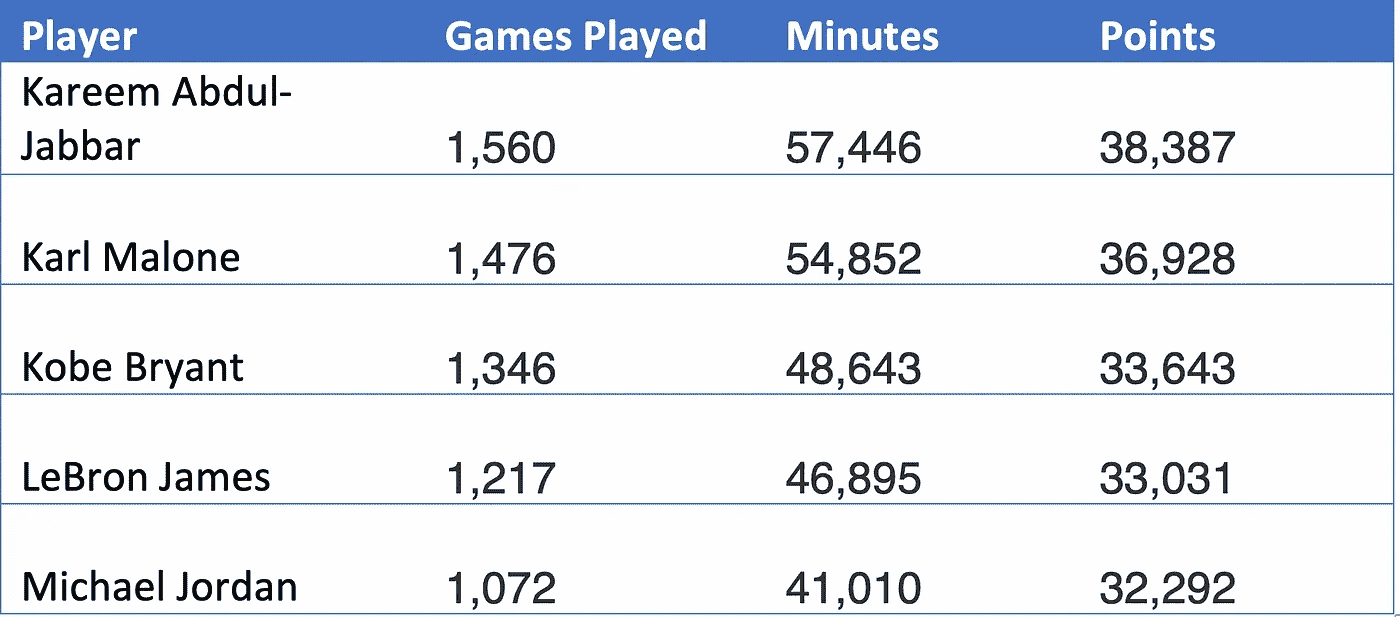 Player Games Played Minutes Points
Kareem Abdul-
Jabbar 1,560 57,446 38,387
Karl Malone 1,476 54,852 36,928
Kobe Bryant 1,346 48,643 33,643
LeBron James 1,217 46,895 33,031
Michael Jordan 1,072 41,010 32,292